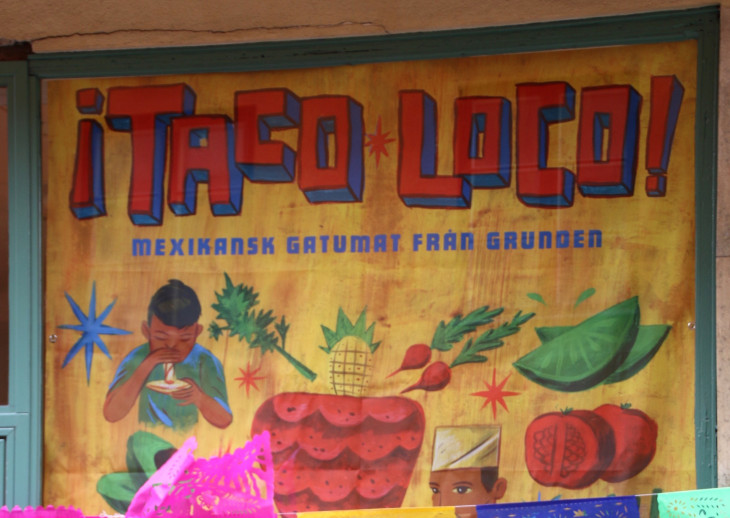 ¡TACO LOCO!
MEXIKANSK GATUMAT FRÅN GRUNDEN